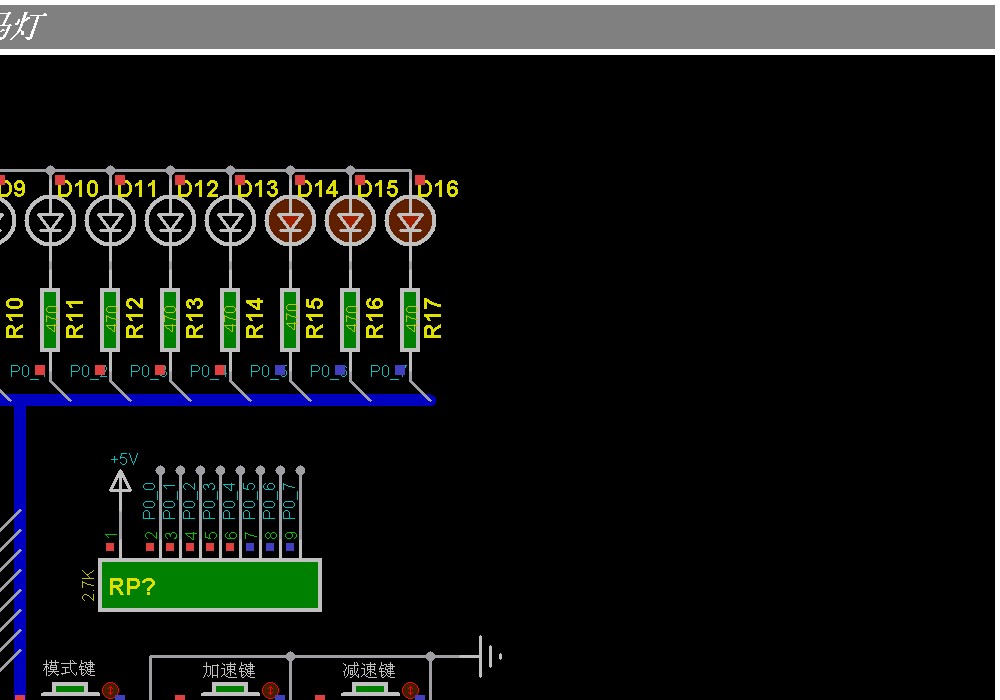 马灯
D9 D10 D11 D12 D13 D14 D15 D16
R10 R11 R12 R13 R14 R15 R16 R17
470 470 470 470 470 470 470
P0_ P0_2 P0_3 P0_4 P0_5 P0_6 P0_7
+5V
P0_0 P0_1 P0_2 P0_3 P0_4 P0_5 P0_6 P0_7
1 2 3 4 5 6 7 8 9
2.7K
RP?
模式键 加速键 减速键